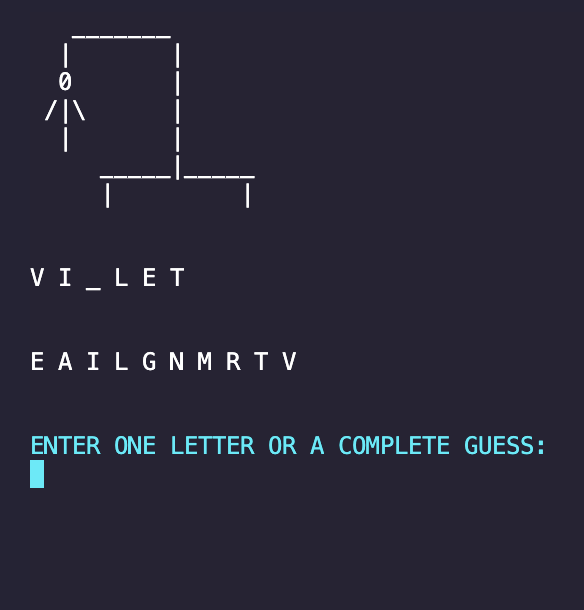 V I _ L E T
E A I L G N M R T V
ENTER ONE LETTER OR A COMPLETE GUESS: